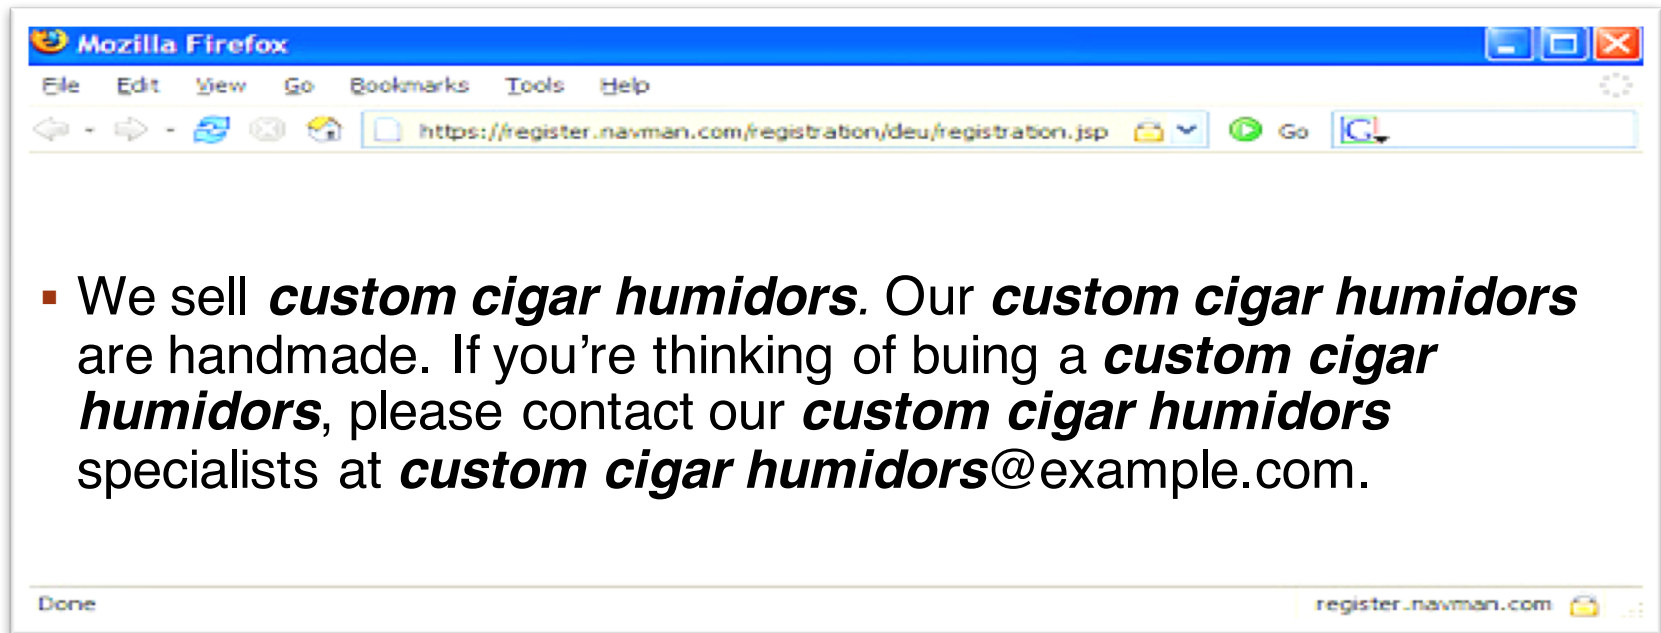 Mozilla Firefox
File Edit View Go Bookmarks Tools Help
https://register.navman.com/registration/deu/registration.jsp Go G
▪ We sell custom cigar humidors. Our custom cigar humidors
are handmade. If you’re thinking of buing a custom cigar
humidors, please contact our custom cigar humidors
specialists at custom cigar humidors@example.com.
Done register.navman.com